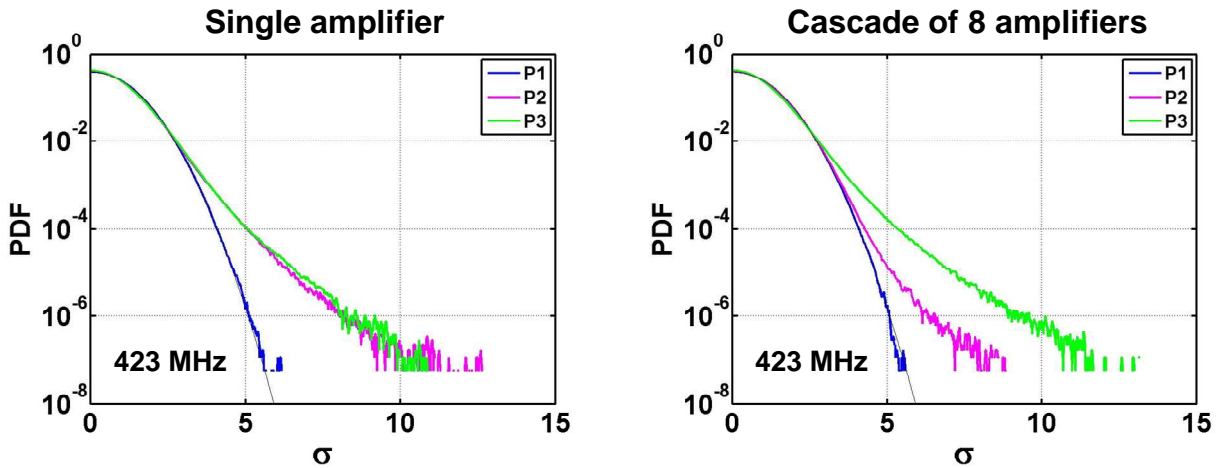 Single amplifier
10^0
10^-2
10^-4
10^-6
10^-8
PDF
P1
P2
P3
423 MHz
0 5 10 15
σ
Cascade of 8 amplifiers
10^0
10^-2
10^-4
10^-6
10^-8
PDF
P1
P2
P3
423 MHz
0 5 10 15
σ